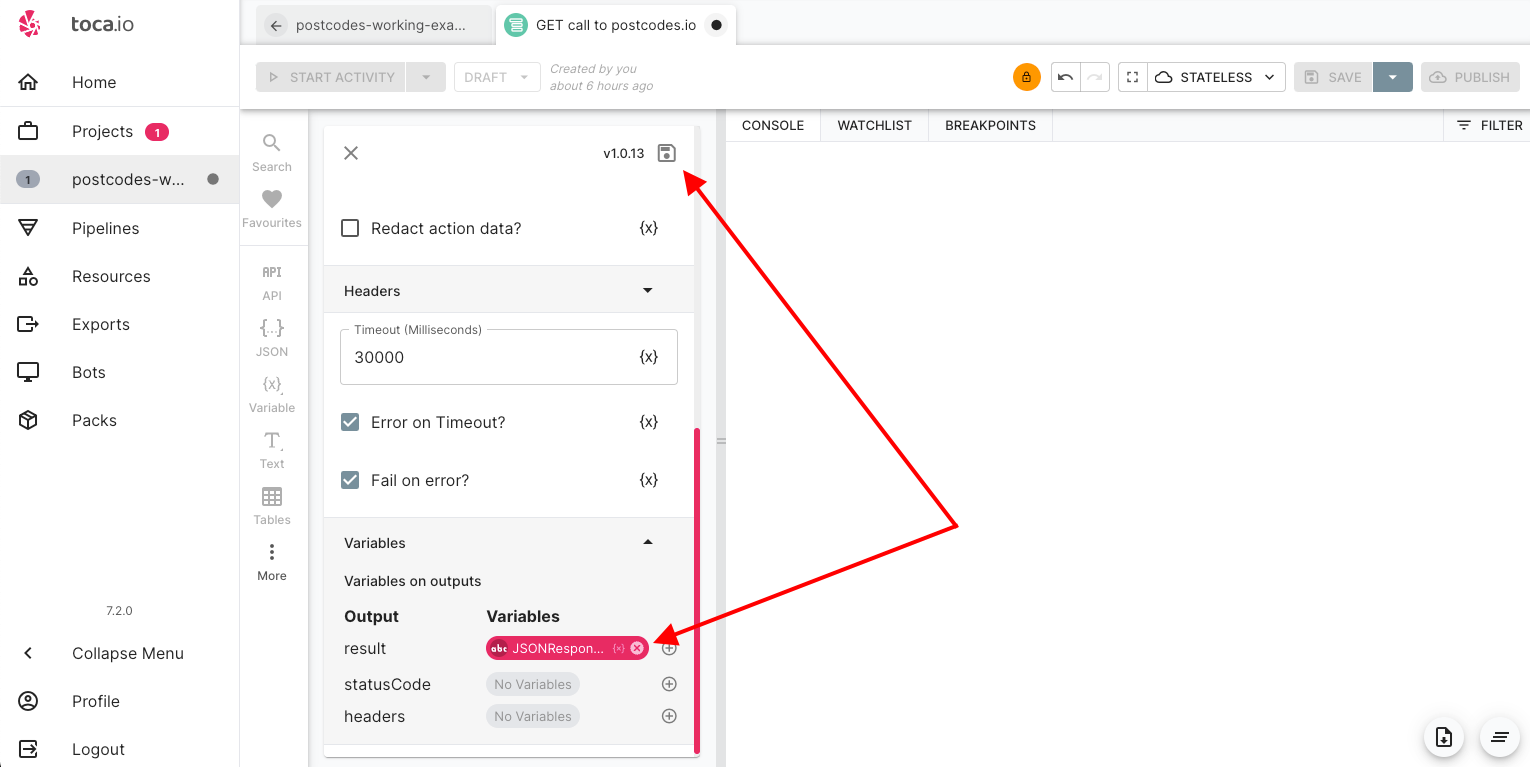 toca.io
Home
Projects 1
1 postcodes-w...
Pipelines
Resources
Exports
Bots
Packs
7.2.0
Collapse Menu
Profile
Logout
postcodes-working-exa...
GET call to postcodes.io
START ACTIVITY
DRAFT
Created by you
about 6 hours ago
STATELESS
SAVE
PUBLISH
Search
Favourites
API
API
{...}
JSON
{x}
Variable
T
Text
Tables
More
v1.0.13
Redact action data? {x}
Headers
Timeout (Milliseconds)
30000 {x}
Error on Timeout? {x}
Fail on error? {x}
Variables
Variables on outputs
Output Variables
result abc JSONRespon... {x}
statusCode No Variables
headers No Variables
CONSOLE WATCHLIST BREAKPOINTS FILTER